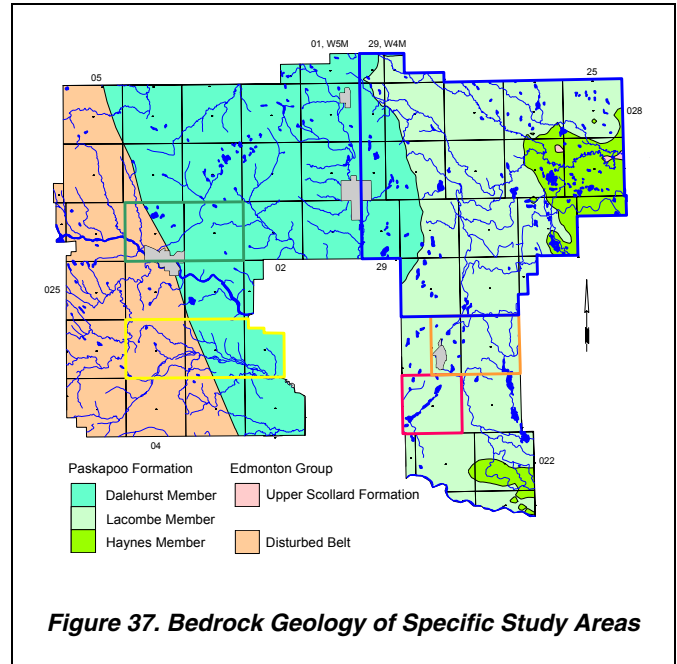 01, W5M 29, W4M
05 25
028
02 29
025
04
022
Paskapoo Formation Edmonton Group
Dalehurst Member Upper Scollard Formation
Lacombe Member
Haynes Member Disturbed Belt
Figure 37. Bedrock Geology of Specific Study Areas